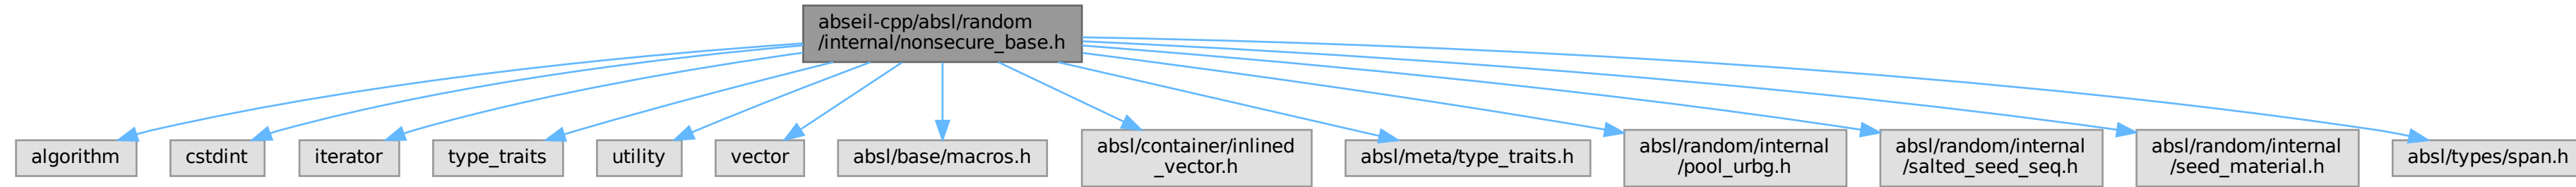 abseil-cpp/absl/random
/internal/nonsecure_base.h
algorithm
cstdint
iterator
type_traits
utility
vector
absl/base/macros.h
absl/container/inlined
_vector.h
absl/meta/type_traits.h
absl/random/internal
/pool_urbg.h
absl/random/internal
/salted_seed_seq.h
absl/random/internal
/seed_material.h
absl/types/span.h